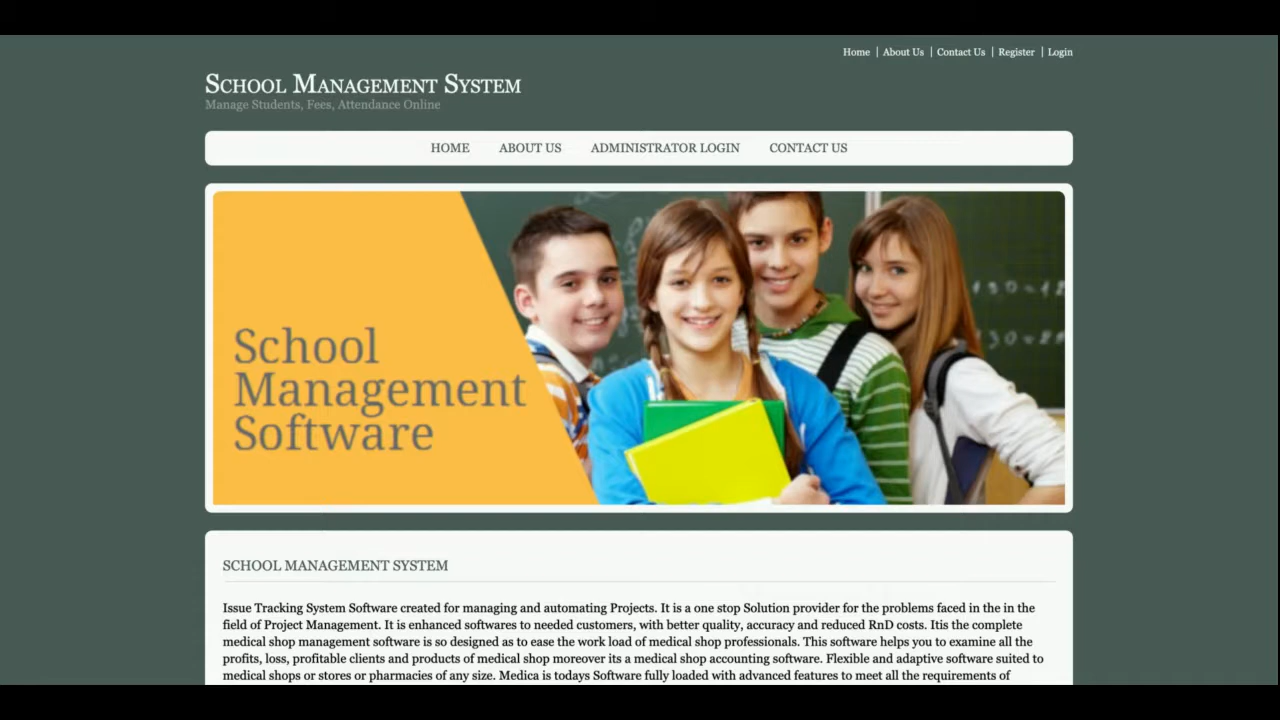 Home | About Us | Contact Us | Register | Login
SCHOOL MANAGEMENT SYSTEM
Manage Students, Fees, Attendance Online
HOME ABOUT US ADMINISTRATOR LOGIN CONTACT US
School
Management
Software
SCHOOL MANAGEMENT SYSTEM
Issue Tracking System Software created for managing and automating Projects. It is a one stop Solution provider for the problems faced in the in the
field of Project Management. It is enhanced softwares to needed customers, with better quality, accuracy and reduced RnD costs. Itis the complete
medical shop management software is so designed as to ease the work load of medical shop professionals. This software helps you to examine all the
profits, loss, profitable clients and products of medical shop moreover its a medical shop accounting software. Flexible and adaptive software suited to
medical shops or stores or pharmacies of any size. Medica is todays Software fully loaded with advanced features to meet all the requirements of